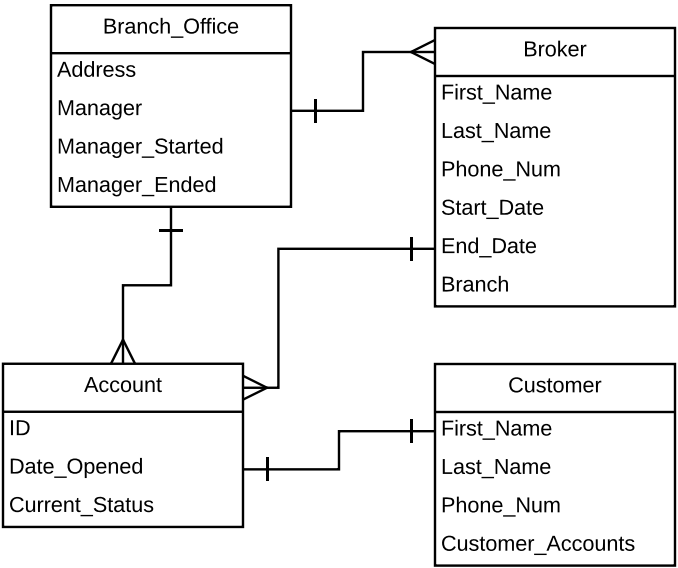 Branch_Office
Address
Manager
Manager_Started
Manager_Ended
Broker
First_Name
Last_Name
Phone_Num
Start_Date
End_Date
Branch
Account
ID
Date_Opened
Current_Status
Customer
First_Name
Last_Name
Phone_Num
Customer_Accounts